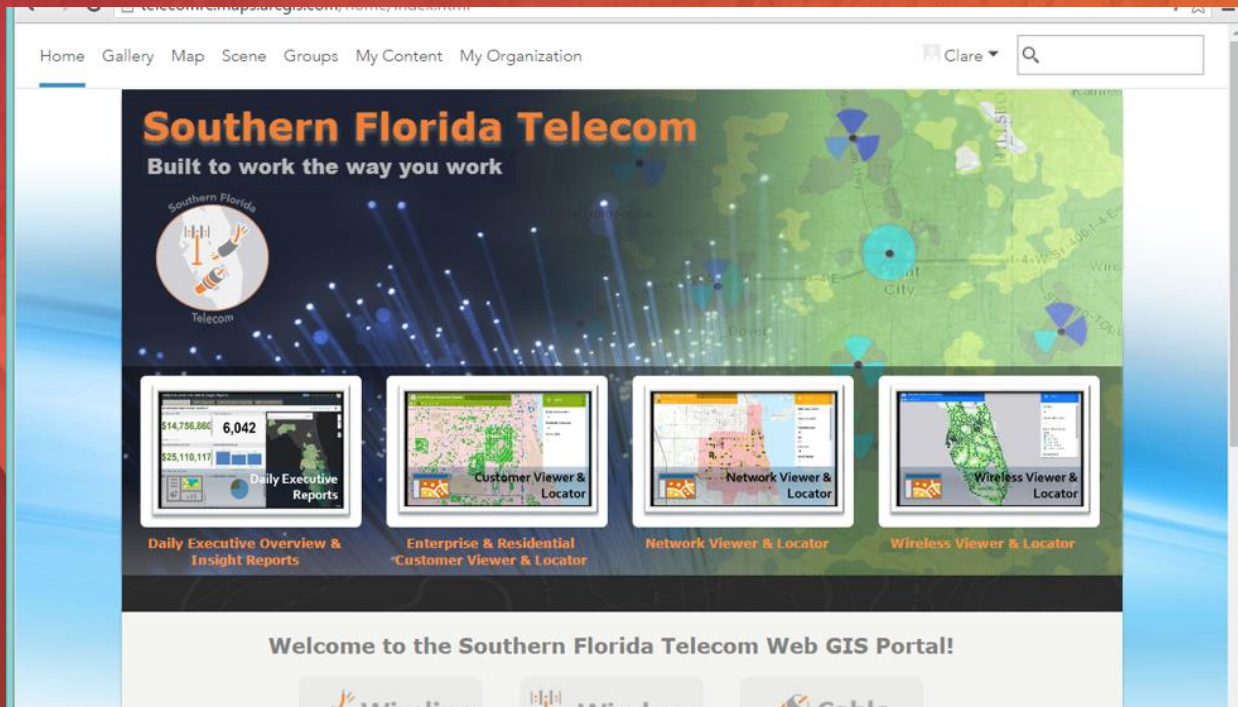 Home Gallery Map Scene Groups My Content My Organization Clare
Southern Florida Telecom
Built to work the way you work
Southern Florida
Telecom
Plant
City
$14,756,860
6,042
$25,110,117
Daily Executive
Reports
Customer Viewer &
Locator
Network Viewer &
Locator
Wireless Viewer &
Locator
Daily Executive Overview &
Insight Reports
Enterprise & Residential
Customer Viewer & Locator
Network Viewer & Locator
Wireless Viewer & Locator
Welcome to the Southern Florida Telecom Web GIS Portal!